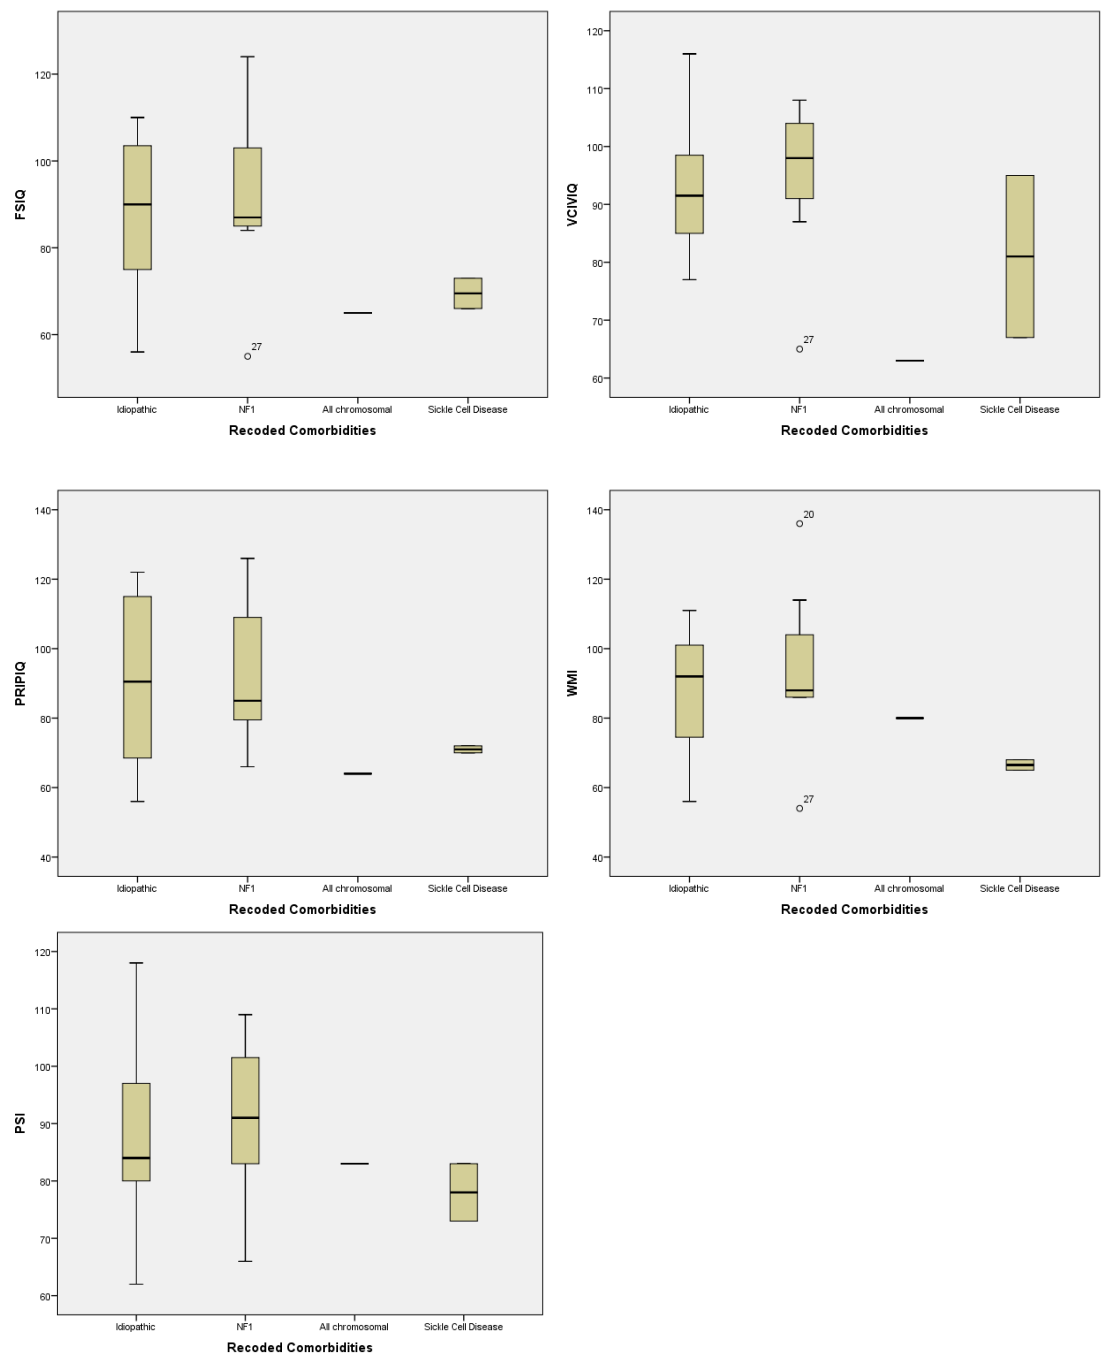 120
100
80
60
FSIQ
27
Idiopathic NF1 All chromosomal Sickle Cell Disease
Recoded Comorbidities
120
110
100
90
80
70
60
VCIVIQ
27
Idiopathic NF1 All chromosomal Sickle Cell Disease
Recoded Comorbidities
140
120
100
80
60
40
PRIPIQ
Idiopathic NF1 All chromosomal Sickle Cell Disease
Recoded Comorbidities
140
120
100
80
60
40
WMI
20
27
Idiopathic NF1 All chromosomal Sickle Cell Disease
Recoded Comorbidities
120
110
100
90
80
70
60
PSI
Idiopathic NF1 All chromosomal Sickle Cell Disease
Recoded Comorbidities